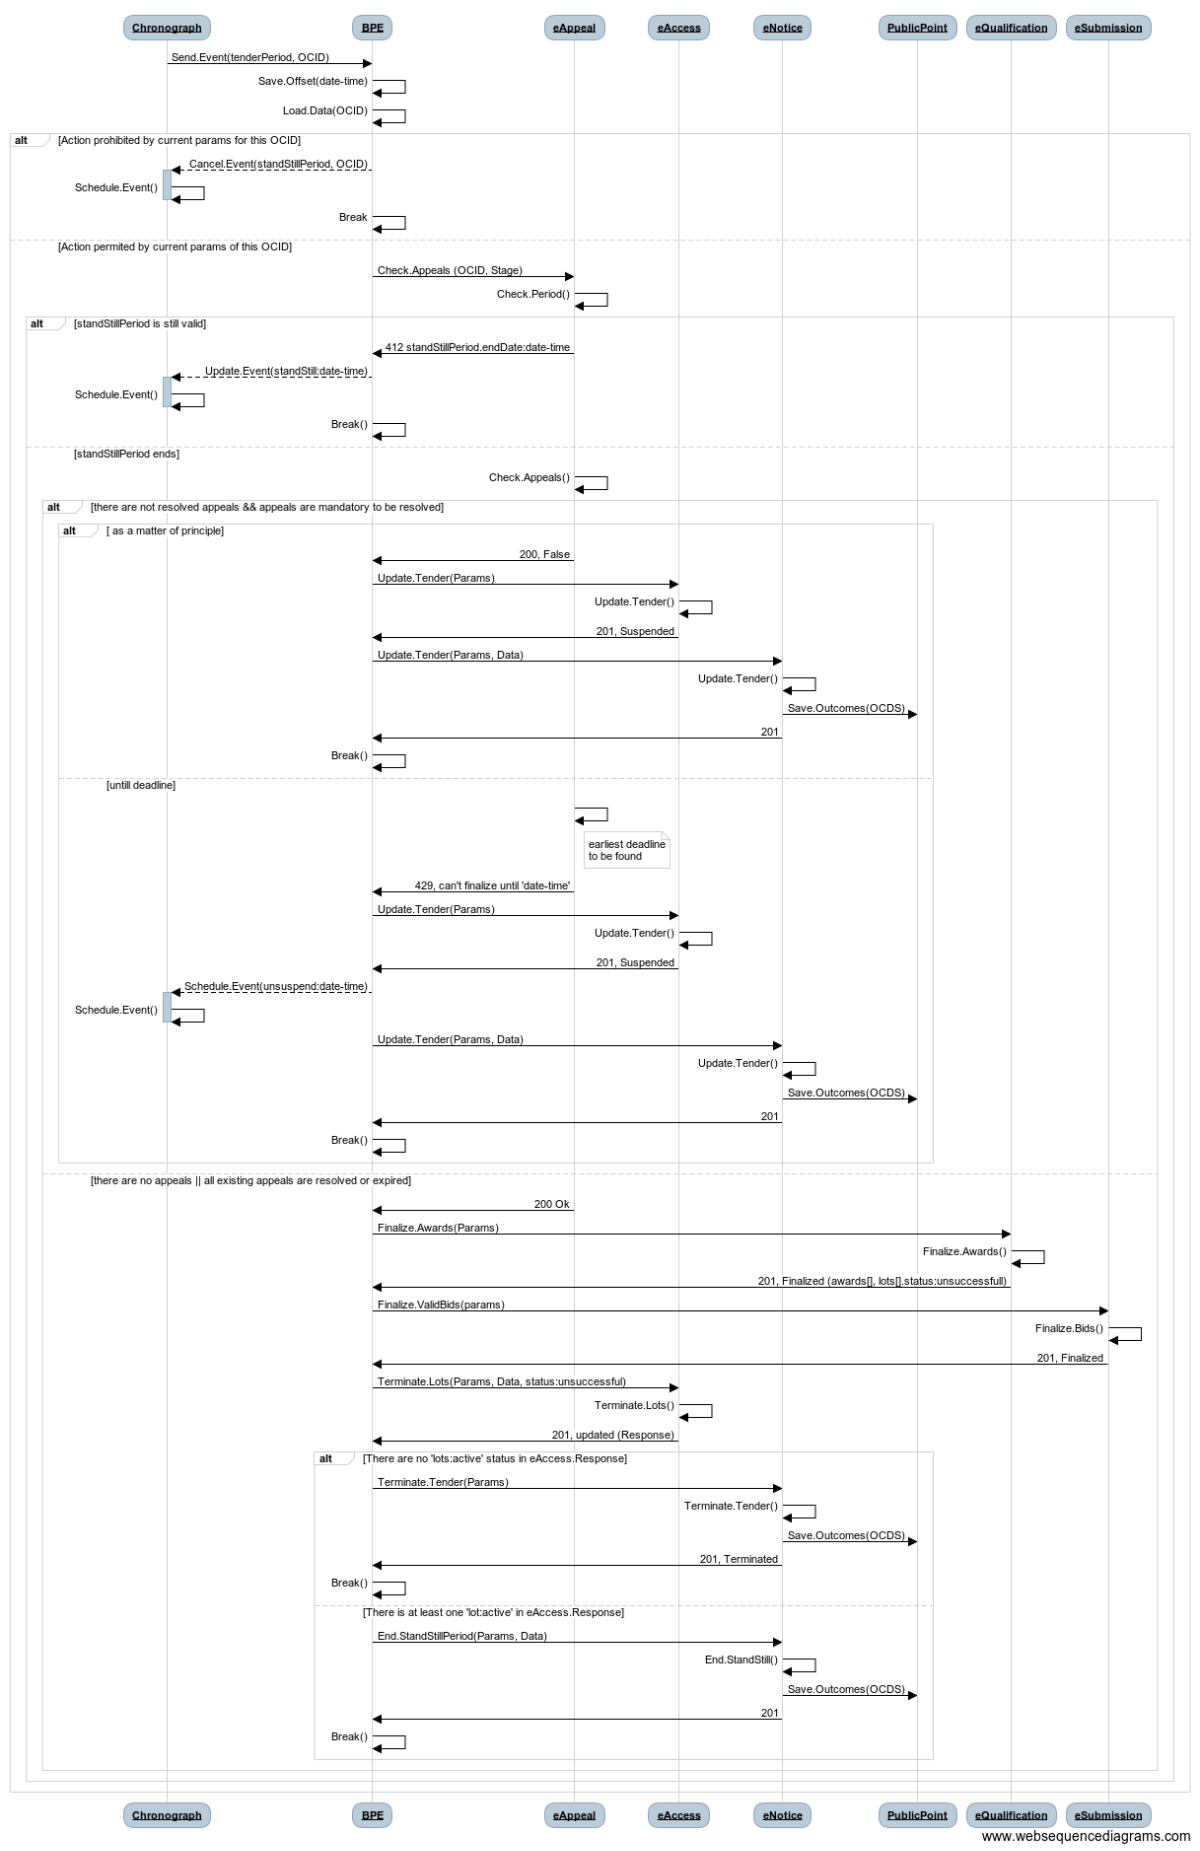 Chronograph BPE eAppeal eAccess eNotice PublicPoint eQualification eSubmission
Send.Event(tenderPeriod, OCID)
Save.Offset(date-time)
Load.Data(OCID)
alt [Action prohibited by current params for this OCID]
Cancel.Event(standStillPeriod, OCID)
Schedule.Event()
Break
[Action permited by current params of this OCID]
Check.Appeals (OCID, Stage)
Check.Period()
alt [standStillPeriod is still valid]
412 standStillPeriod.endDate:date-time
Update.Event(standStill:date-time)
Schedule.Event()
Break()
[standStillPeriod ends]
Check.Appeals()
alt [there are not resolved appeals && appeals are mandatory to be resolved]
alt [ as a matter of principle]
200, False
Update.Tender(Params)
Update.Tender()
201, Suspended
Update.Tender(Params, Data)
Update.Tender()
Save.Outcomes(OCDS)
201
Break()
[untill deadline]
earliest deadline
to be found
429, can't finalize until 'date-time'
Update.Tender(Params)
Update.Tender()
201, Suspended
Schedule.Event(unsuspend:date-time)
Schedule.Event()
Update.Tender(Params, Data)
Update.Tender()
Save.Outcomes(OCDS)
201
Break()
[there are no appeals || all existing appeals are resolved or expired]
200 Ok
Finalize.Awards(Params)
Finalize.Awards()
201, Finalized (awards[], lots[].status:unsuccessfull)
Finalize.ValidBids(params)
Finalize.Bids()
201, Finalized
Terminate.Lots(Params, Data, status:unsuccessful)
Terminate.Lots()
201, updated (Response)
alt [There are no 'lots:active' status in eAccess.Response]
Terminate.Tender(Params)
Terminate.Tender()
Save.Outcomes(OCDS)
201, Terminated
Break()
[There is at least one 'lot:active' in eAccess.Response]
End.StandStillPeriod(Params, Data)
End.StandStill()
Save.Outcomes(OCDS)
201
Break()
Chronograph BPE eAppeal eAccess eNotice PublicPoint eQualification eSubmission
www.websequencediagrams.com